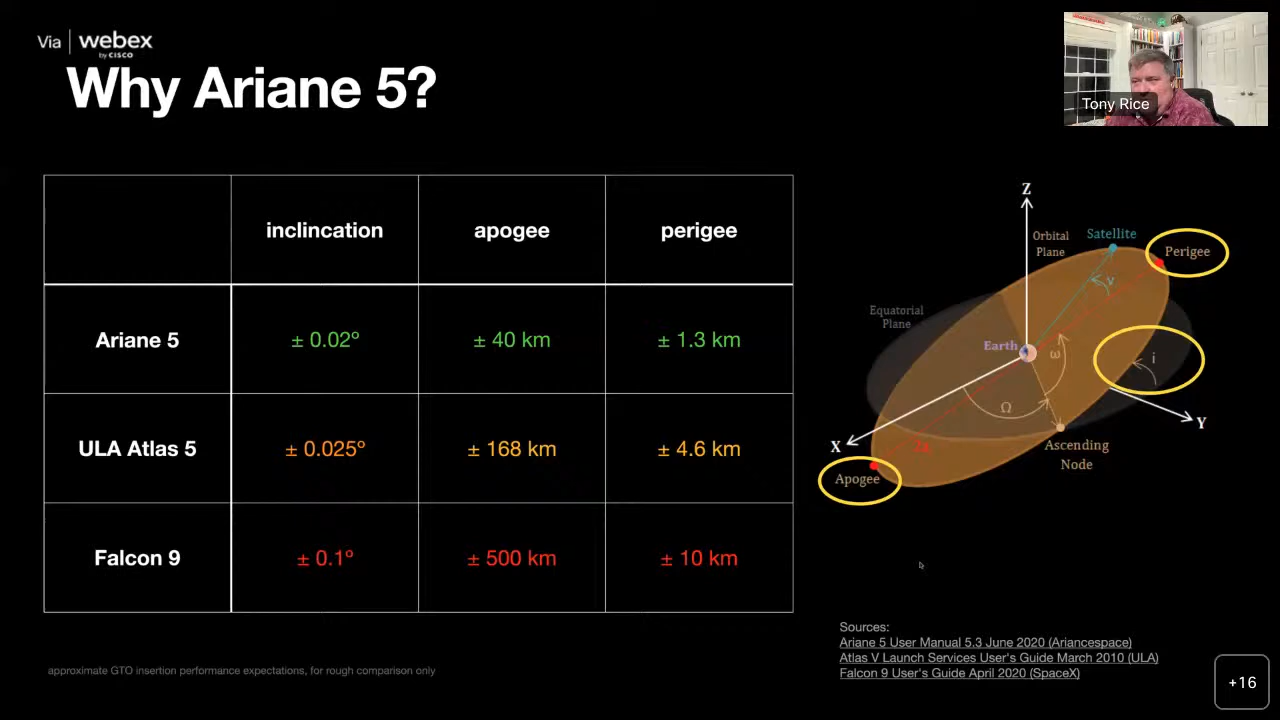 Via | webex
by CISCO
Why Ariane 5?
Tony Rice
inclincation apogee perigee
Ariane 5 ± 0.02º ± 40 km ± 1.3 km
ULA Atlas 5 ± 0.025º ± 168 km ± 4.6 km
Falcon 9 ± 0.1º ± 500 km ± 10 km
approximate GTO insertion performance expectations, for rough comparison only
Z
Orbital
Plane
Satellite
Perigee
ν
Equatorial
Plane
Earth
ω
i
Ω
X
Y
Ascending
Node
Apogee
Sources:
Ariane 5 User Manual 5.3 June 2020 (Ariancespace)
Atlas V Launch Services User's Guide March 2010 (ULA)
Falcon 9 User's Guide April 2020 (SpaceX)
+16